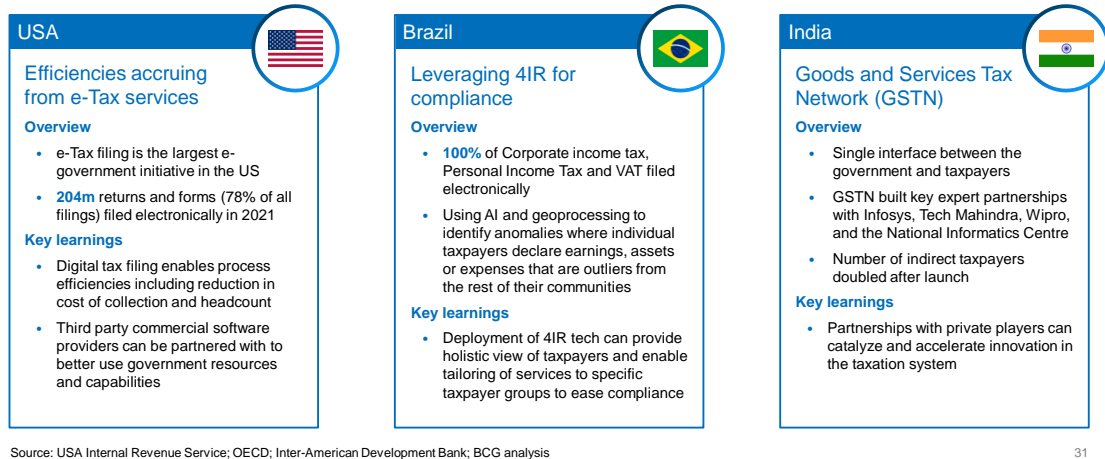 USA
Efficiencies accruing
from e-Tax services
Overview
• e-Tax filing is the largest e-
government initiative in the US
• 204m returns and forms (78% of all
filings) filed electronically in 2021
Key learnings
• Digital tax filing enables process
efficiencies including reduction in
cost of collection and headcount
• Third party commercial software
providers can be partnered with to
better use government resources
and capabilities
Brazil
Leveraging 4IR for
compliance
Overview
• 100% of Corporate income tax,
Personal Income Tax and VAT filed
electronically
• Using AI and geoprocessing to
identify anomalies where individual
taxpayers declare earnings, assets
or expenses that are outliers from
the rest of their communities
Key learnings
• Deployment of 4IR tech can provide
holistic view of taxpayers and enable
tailoring of services to specific
taxpayer groups to ease compliance
India
Goods and Services Tax
Network (GSTN)
Overview
• Single interface between the
government and taxpayers
• GSTN built key expert partnerships
with Infosys, Tech Mahindra, Wipro,
and the National Informatics Centre
• Number of indirect taxpayers
doubled after launch
Key learnings
• Partnerships with private players can
catalyze and accelerate innovation in
the taxation system
Source: USA Internal Revenue Service; OECD; Inter-American Development Bank; BCG analysis
31